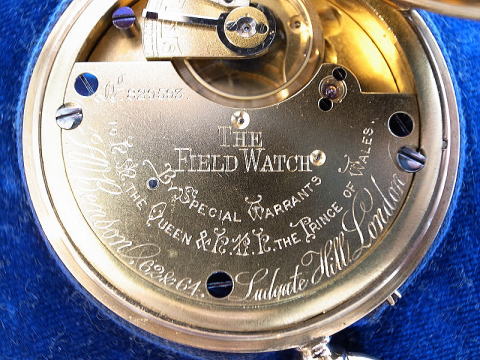 No
THE
FIELD WATCH
By Special Warrants to
H.M. THE QUEEN & H.R.H. THE PRINCE OF WALES.
J.W. Benson, 62 & 64, Ludgate Hill, London